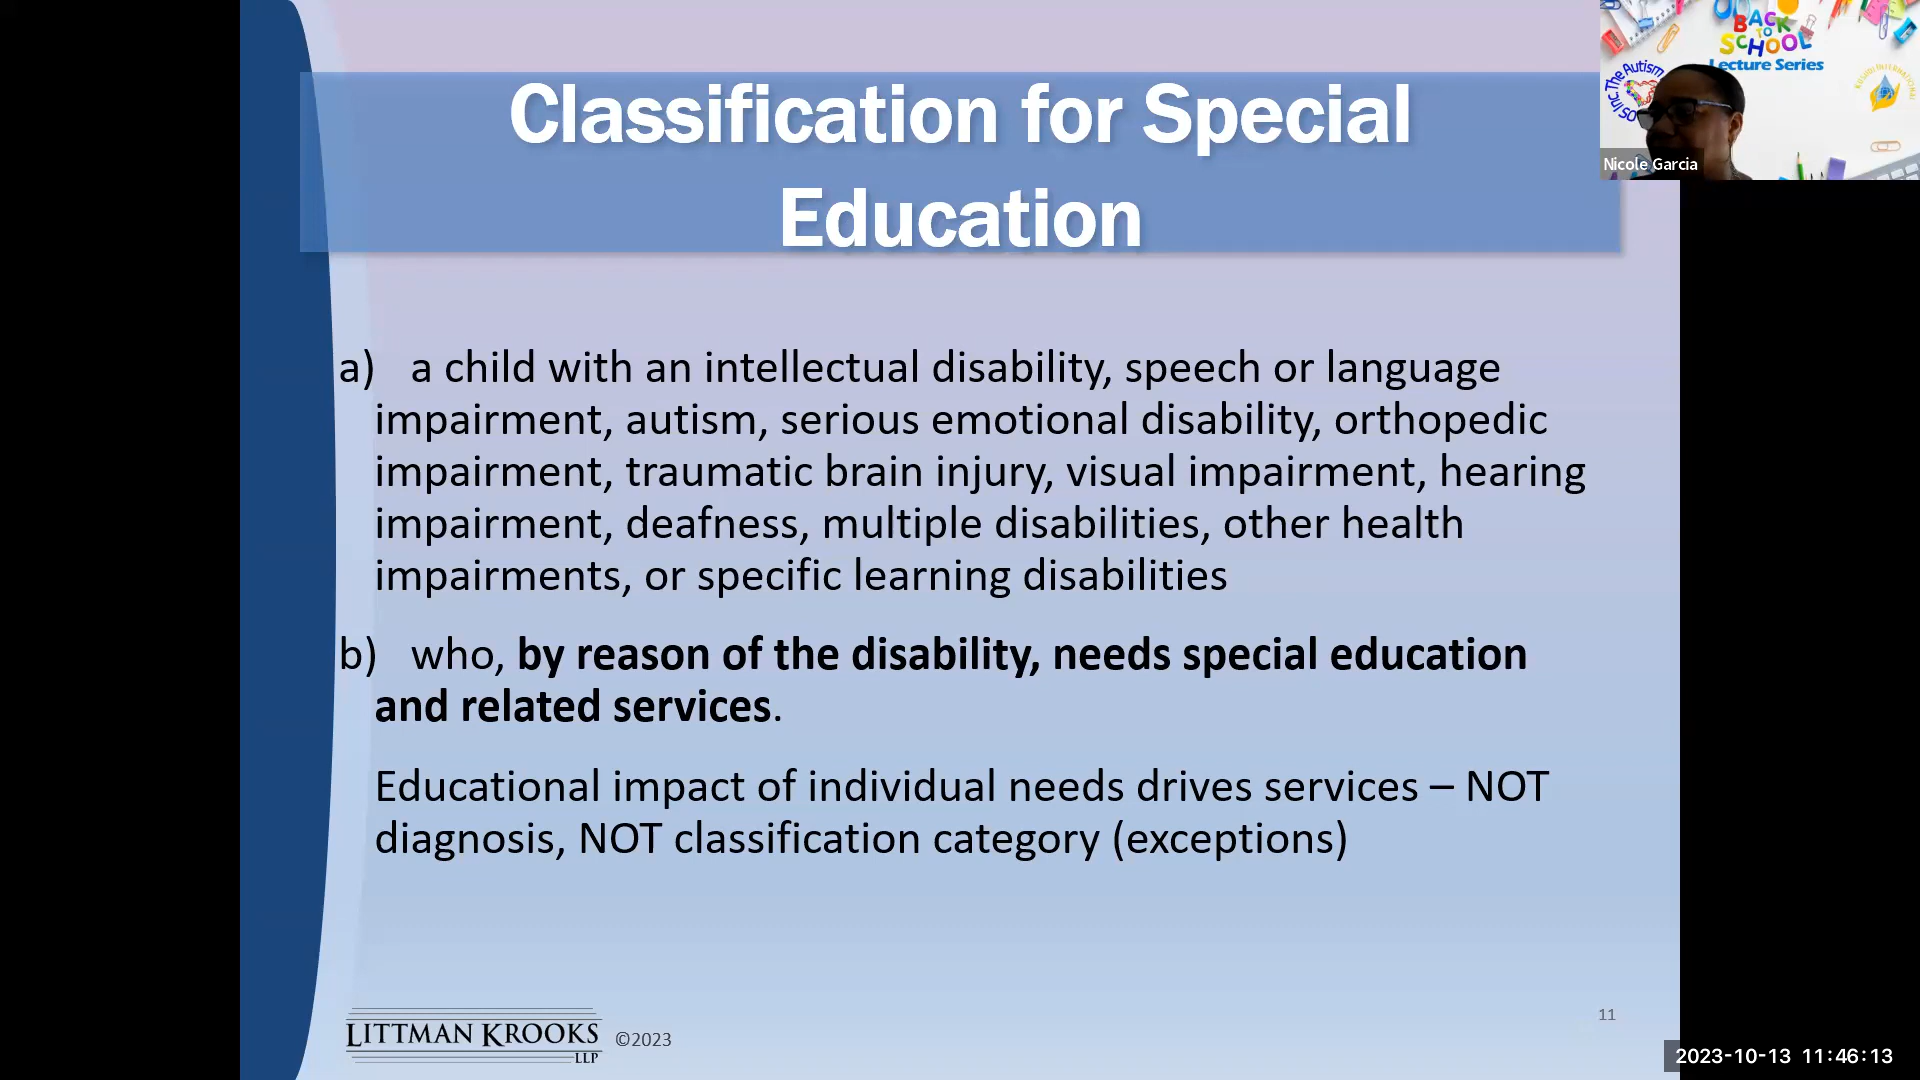 Classification for Special
Education
a) a child with an intellectual disability, speech or language
impairment, autism, serious emotional disability, orthopedic
impairment, traumatic brain injury, visual impairment, hearing
impairment, deafness, multiple disabilities, other health
impairments, or specific learning disabilities
b) who, by reason of the disability, needs special education
and related services.
Educational impact of individual needs drives services – NOT
diagnosis, NOT classification category (exceptions)
LITTMAN KROOKS
LLP
©2023
11
BACK
TO
SCHOOL
Lecture Series
Inc. The Autism
Nicole Garcia
2023-10-13 11:46:13